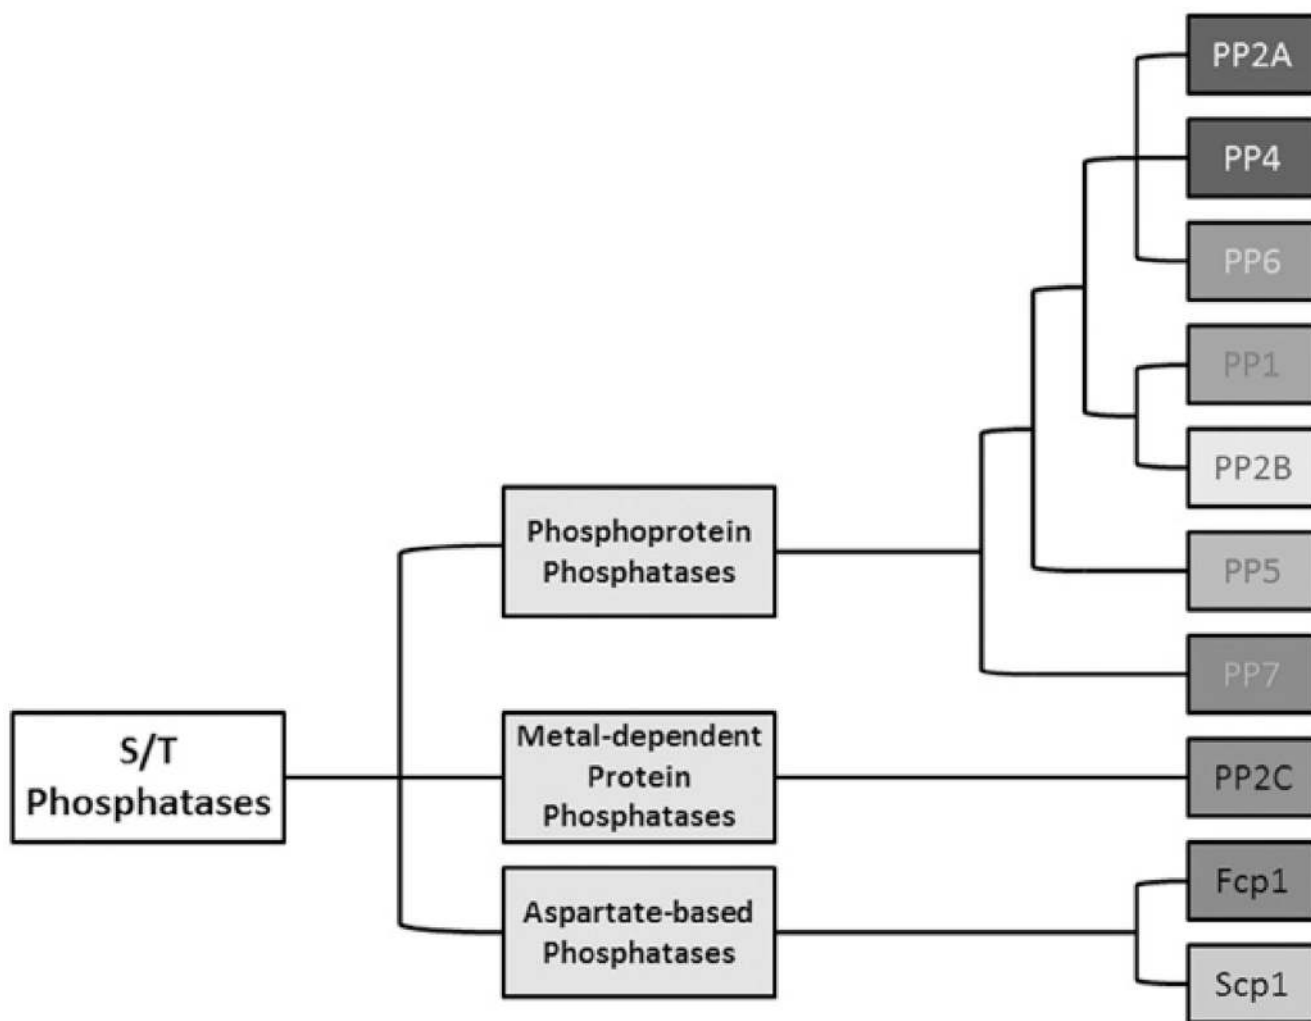 PP2A
PP4
PP6
PP1
PP2B
PP5
PP7
PP2C
Fcp1
Scp1
Phosphoprotein
Phosphatases
Metal-dependent
Protein
Phosphatases
Aspartate-based
Phosphatases
S/T
Phosphatases